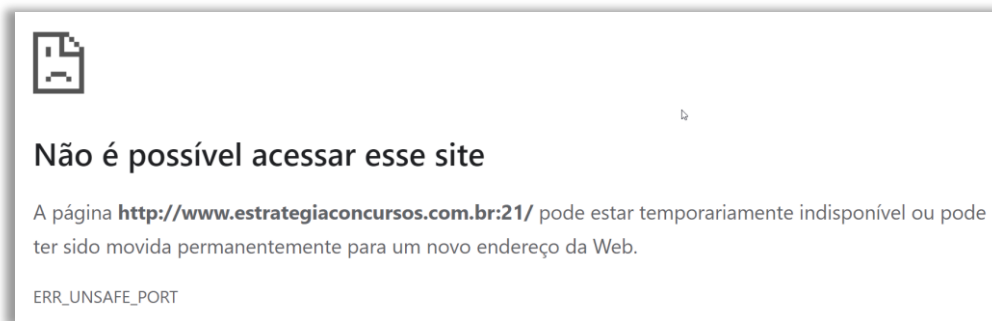 Não é possível acessar esse site
A página http://www.estrategiaconcursos.com.br:21/ pode estar temporariamente indisponível ou pode
ter sido movida permanentemente para um novo endereço da Web.
ERR_UNSAFE_PORT